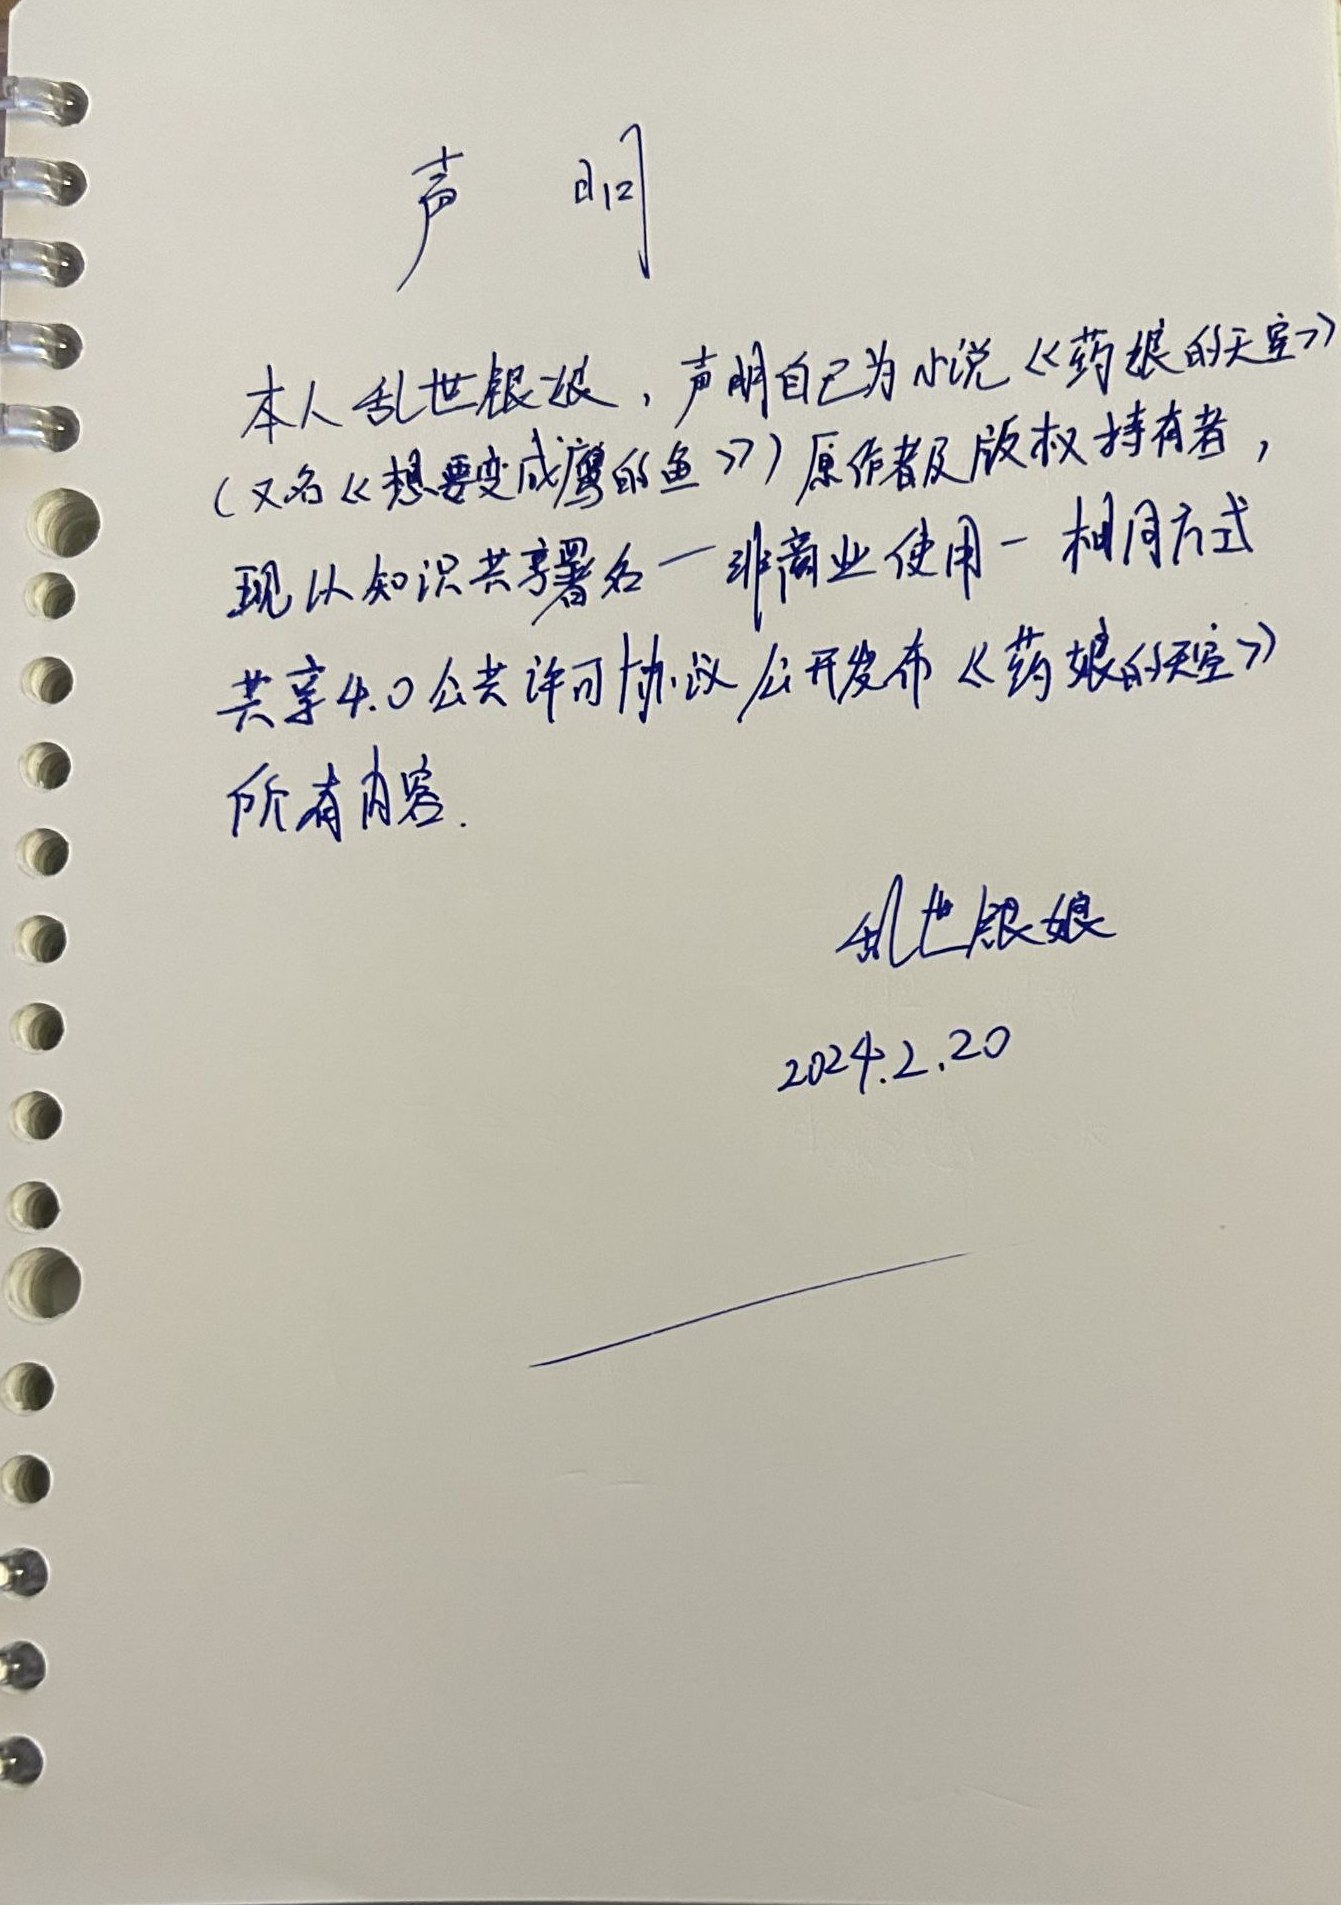 声 明
本人乱世银娘，声明自己为小说《药娘的天空》
（又名《想要变成鹰的鱼》）原作者及版权持有者，
现以知识共享署名－非商业使用－相同方式
共享4.0公共许可协议公开发布《药娘的天空》
所有内容.
乱世银娘
2024.2.20